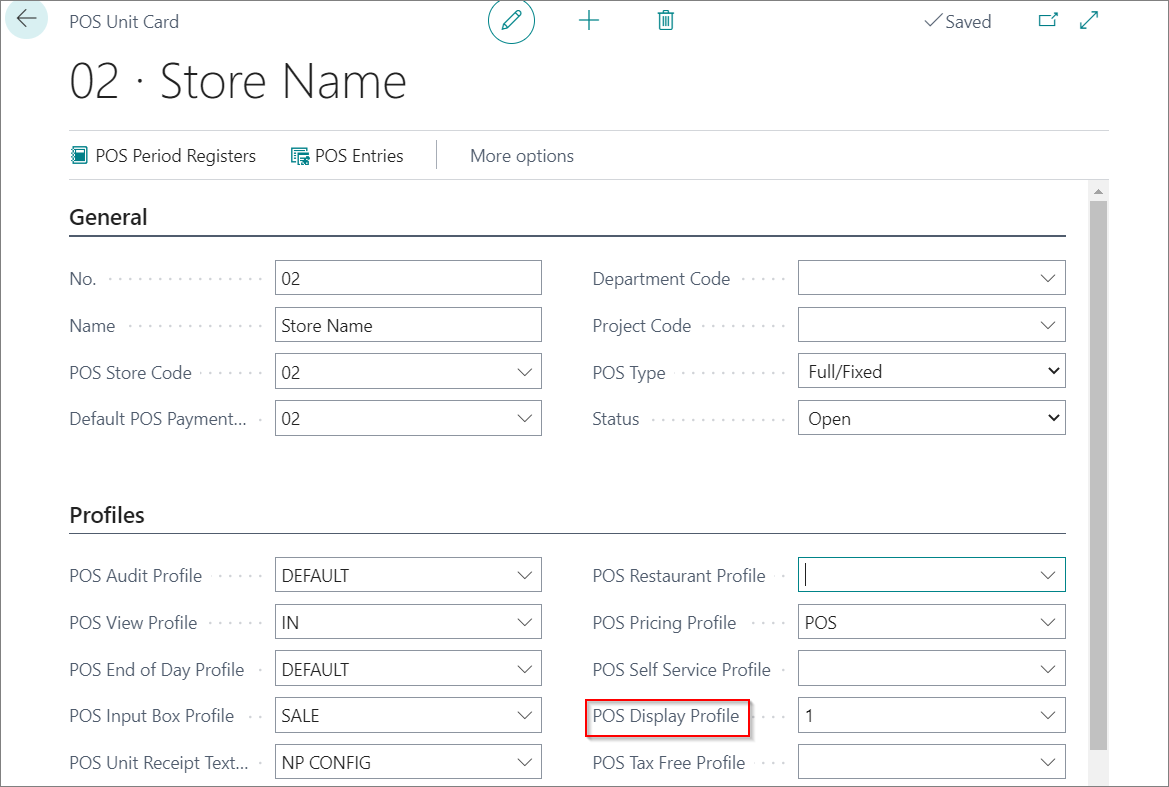 POS Unit Card
Saved
02 · Store Name
POS Period Registers
POS Entries
More options
General
No.
02
Name
Store Name
POS Store Code
02
Default POS Payment...
02
Department Code
Project Code
POS Type
Full/Fixed
Status
Open
Profiles
POS Audit Profile
DEFAULT
POS View Profile
IN
POS End of Day Profile
DEFAULT
POS Input Box Profile
SALE
POS Unit Receipt Text...
NP CONFIG
POS Restaurant Profile
POS Pricing Profile
POS
POS Self Service Profile
POS Display Profile
1
POS Tax Free Profile